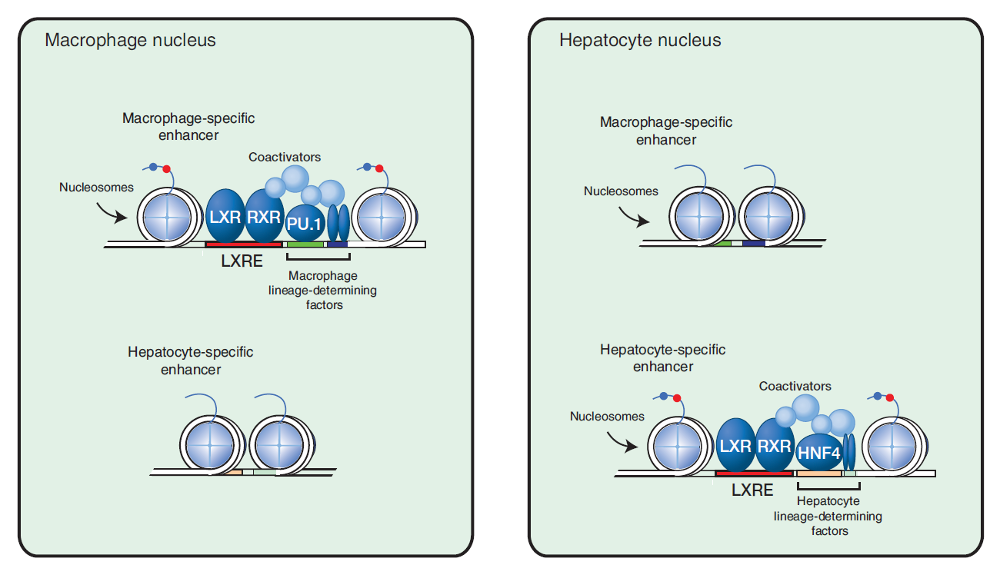 Macrophage nucleus
Macrophage-specific
enhancer
Coactivators
Nucleosomes
LXR RXR PU.1
LXRE
Macrophage
lineage-determining
factors
Hepatocyte-specific
enhancer
Hepatocyte nucleus
Macrophage-specific
enhancer
Nucleosomes
Hepatocyte-specific
enhancer
Coactivators
Nucleosomes
LXR RXR HNF4
LXRE
Hepatocyte
lineage-determining
factors